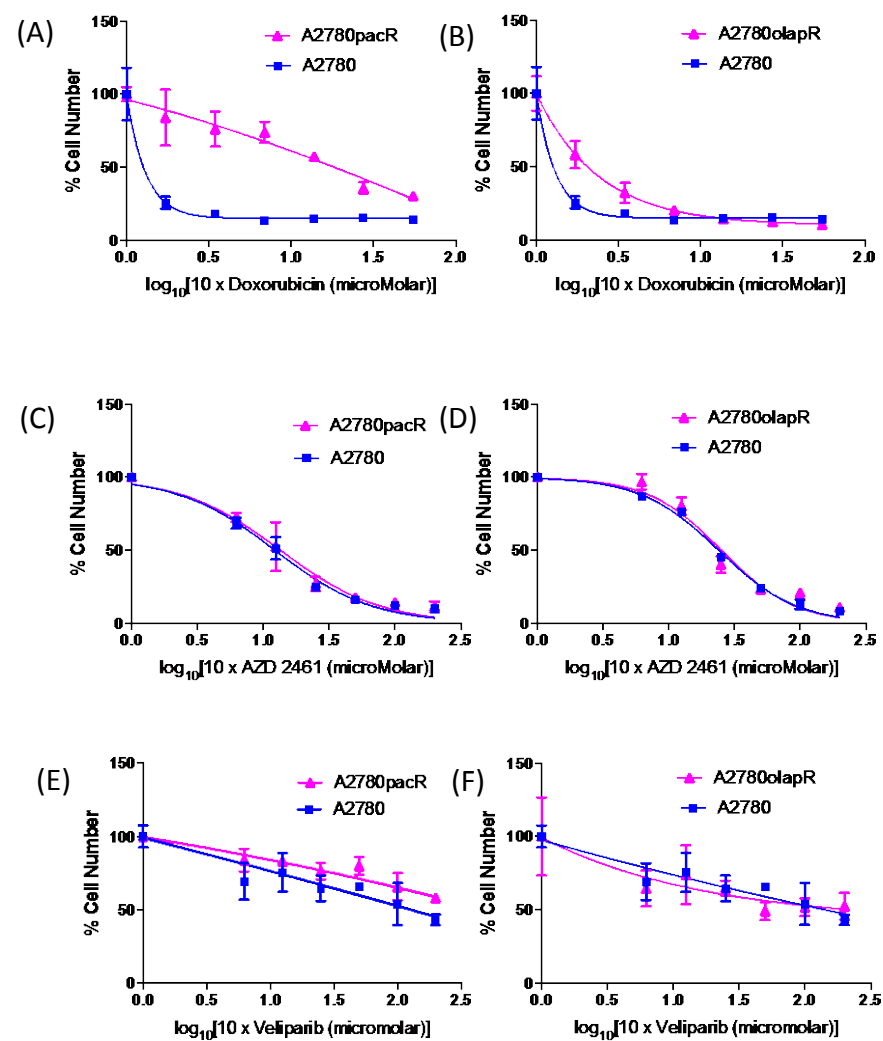 (A)
A2780pacR
A2780
150
100
50
0
% Cell Number
0.0 0.5 1.0 1.5 2.0
log10[10 x Doxorubicin (microMolar)]
(B)
A2780olapR
A2780
150
100
50
0
% Cell Number
0.0 0.5 1.0 1.5 2.0
log10[10 x Doxorubicin (microMolar)]
(C)
A2780pacR
A2780
150
100
50
0
% Cell Number
0.0 0.5 1.0 1.5 2.0 2.5
log10[10 x AZD 2461 (microMolar)]
(D)
A2780olapR
A2780
150
100
50
0
% Cell Number
0.0 0.5 1.0 1.5 2.0 2.5
log10[10 x AZD 2461 (microMolar)]
(E)
A2780pacR
A2780
150
100
50
0
% Cell Number
0.0 0.5 1.0 1.5 2.0 2.5
log10[10 x Veliparib (micromolar)]
(F)
A2780olapR
A2780
150
100
50
0
% Cell Number
0.0 0.5 1.0 1.5 2.0 2.5
log10[10 x Veliparib (micromolar)]